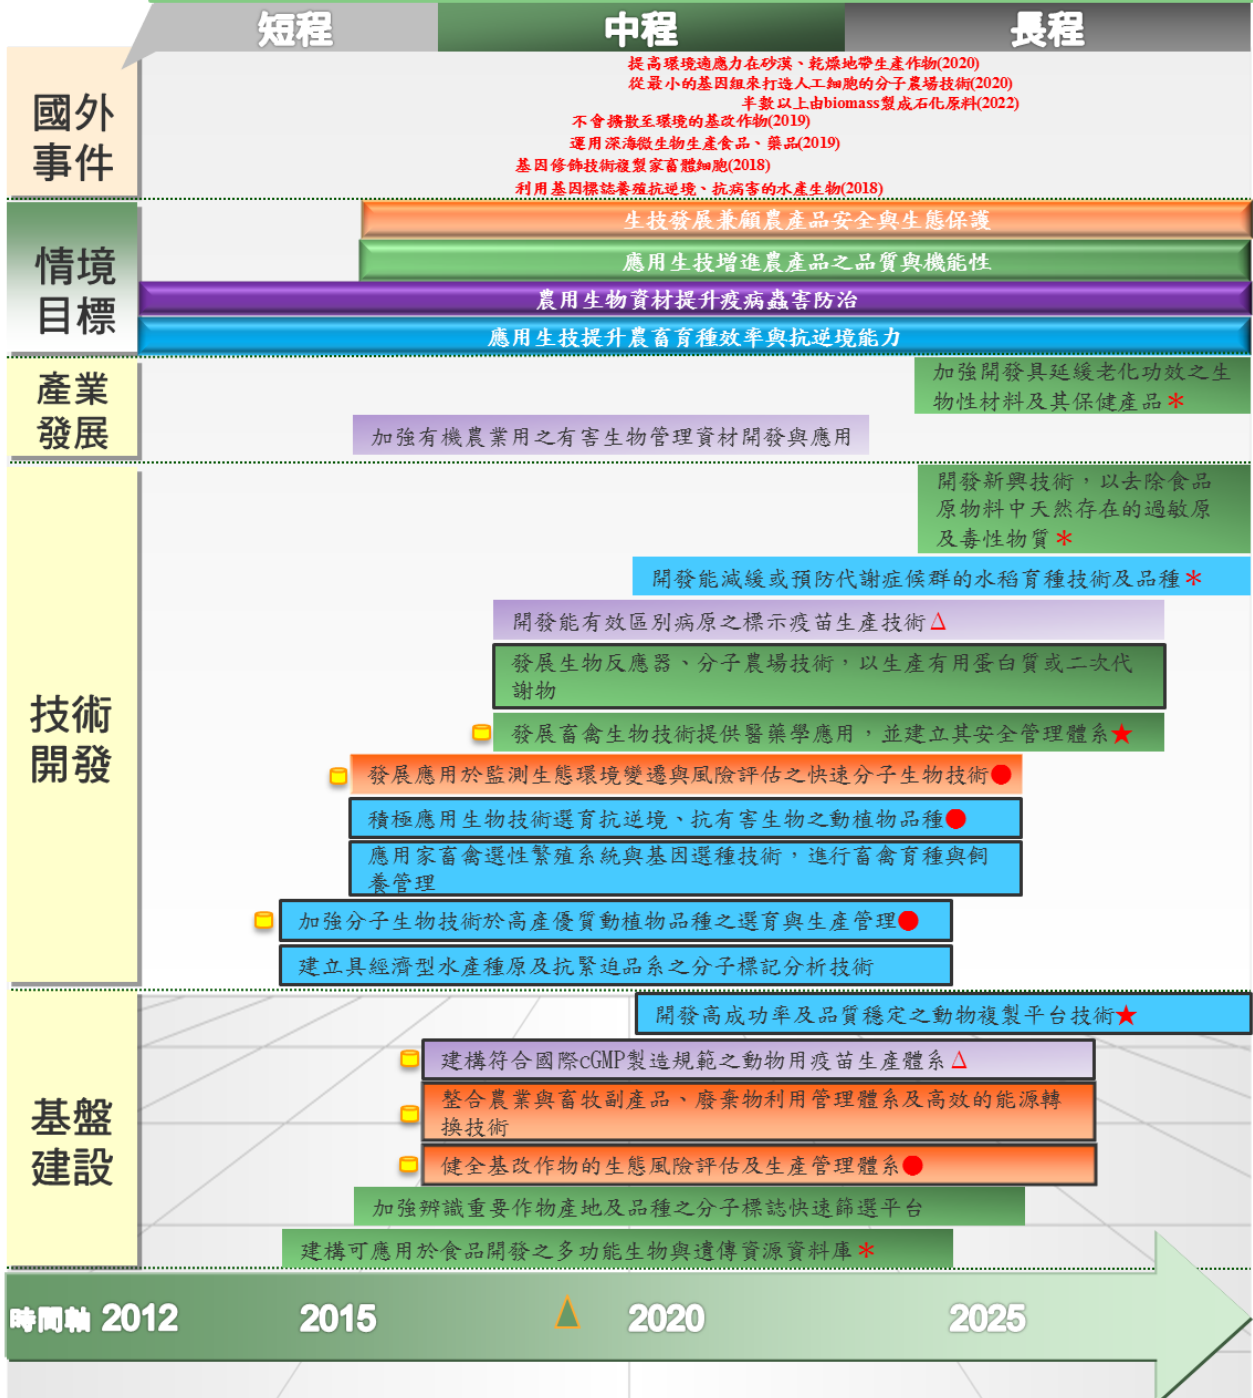 短程 中程 長程
國外
事件
提高環境適應力在砂漠、乾燥地帶生產作物(2020)
從最小的基因組來打造人工細胞的分子農場技術(2020)
半數以上由biomass製成石化原料(2022)
不會擴散至環境的基改作物(2019)
運用深海微生物生產食品、藥品(2019)
基因修飾技術複製家畜體細胞(2018)
利用基因標誌養殖抗逆境、抗病害的水產生物(2018)
情境
目標
生技發展兼顧農產品安全與生態保護
應用生技增進農產品之品質與機能性
農用生物資材提升疫病蟲害防治
應用生技提升農畜育種效率與抗逆境能力
產業
發展
加強開發具延緩老化功效之生
物性材料及其保健產品＊
加強有機農業用之有害生物管理資材開發與應用
技術
開發
開發新興技術，以去除食品
原物料中天然存在的過敏原
及毒性物質＊
開發能減緩或預防代謝症候群的水稻育種技術及品種＊
開發能有效區別病原之標示疫苗生產技術Δ
發展生物反應器、分子農場技術，以生產有用蛋白質或二次代
謝物
發展畜禽生物技術提供醫藥學應用，並建立其安全管理體系★
發展應用於監測生態環境變遷與風險評估之快速分子生物技術●
積極應用生物技術選育抗逆境、抗有害生物之動植物品種●
應用家畜禽選性繁殖系統與基因選種技術，進行畜禽育種與飼
養管理
加強分子生物技術於高產優質動植物品種之選育與生產管理●
建立具經濟型水產種原及抗緊迫品系之分子標記分析技術
基盤
建設
開發高成功率及品質穩定之動物複製平台技術★
建構符合國際cGMP製造規範之動物用疫苗生產體系Δ
整合農業與畜牧副產品、廢棄物利用管理體系及高效的能源轉
換技術
健全基改作物的生態風險評估及生產管理體系●
加強辨識重要作物產地及品種之分子標誌快速篩選平台
建構可應用於食品開發之多功能生物與遺傳資源資料庫＊
時間軸 2012 2015 2020 2025